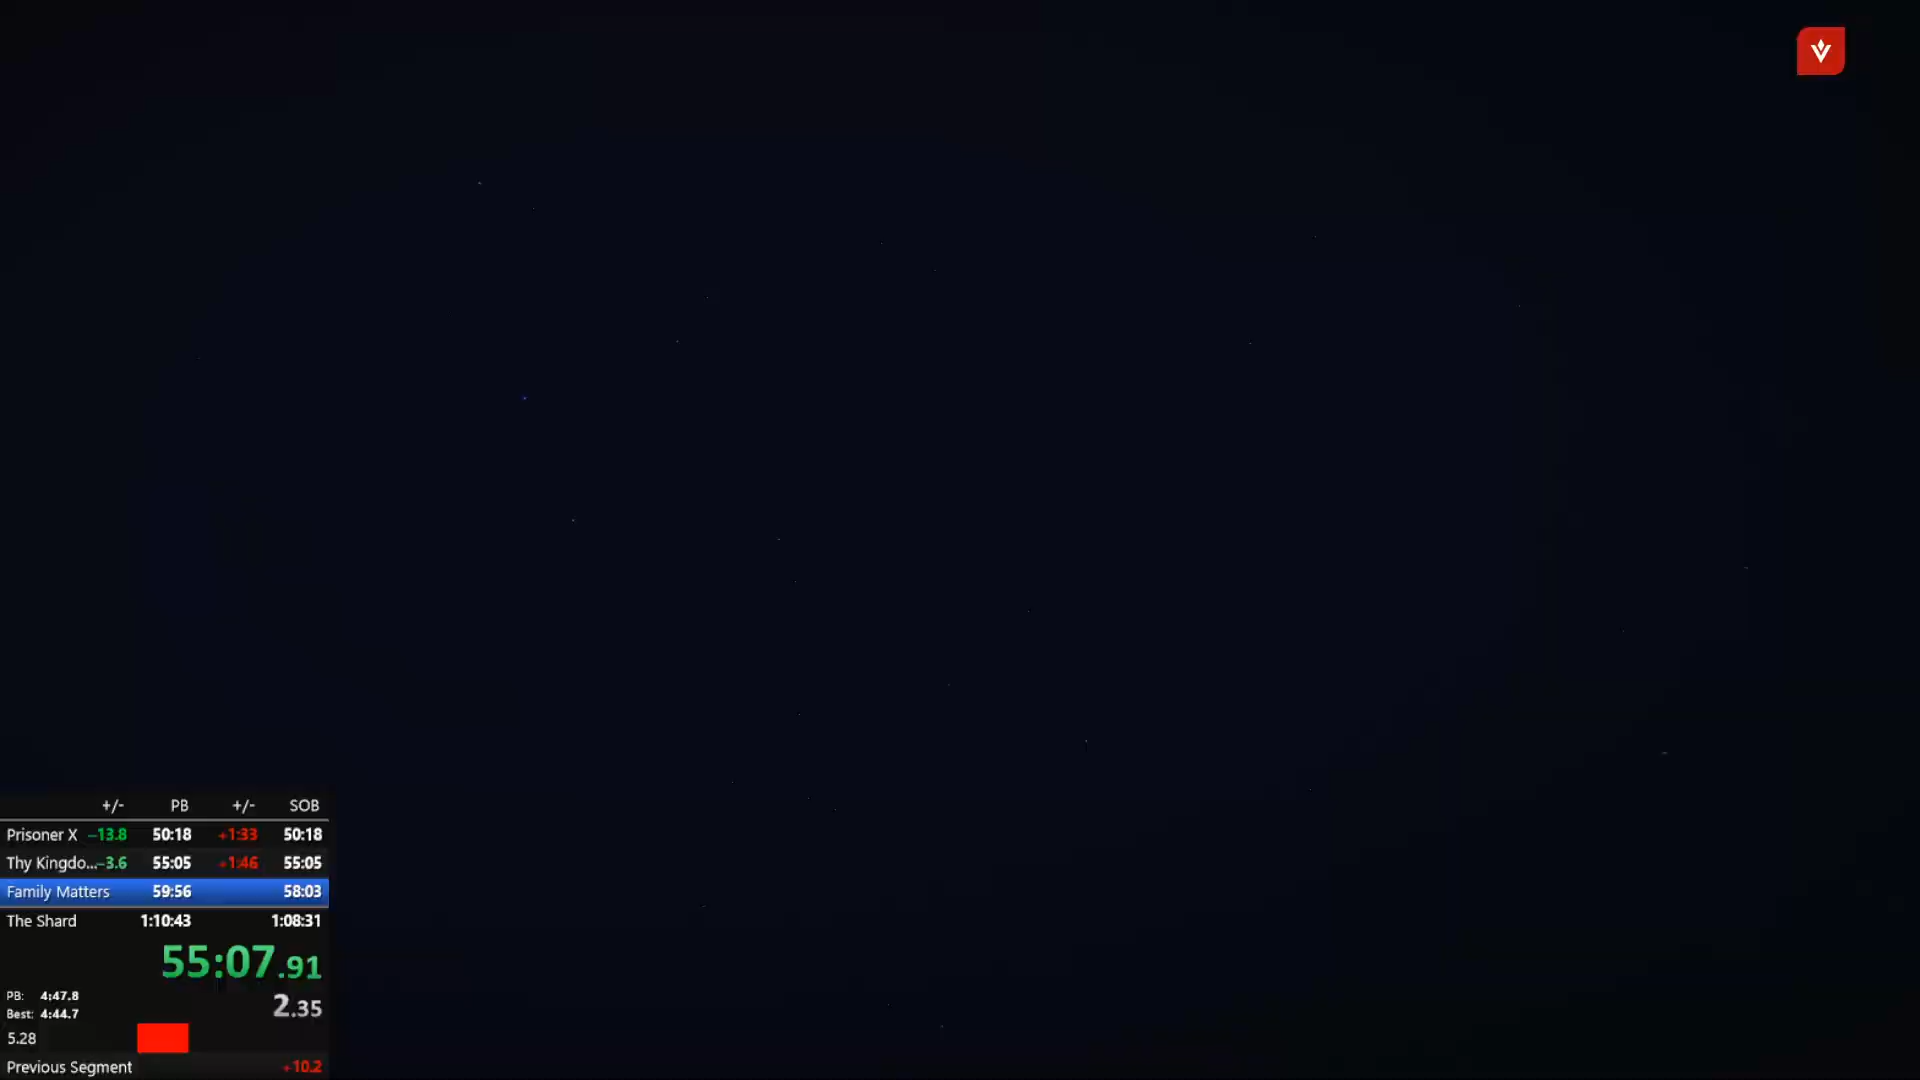 +/- PB +/- SOB
Prisoner X −13.8 50:18 +1:33 50:18
Thy Kingdo... −3.6 55:05 +1:46 55:05
Family Matters 59:56 58:03
The Shard 1:10:43 1:08:31
55:07.91
PB: 4:47.8
Best: 4:44.7
2.35
5.28
Previous Segment +10.2